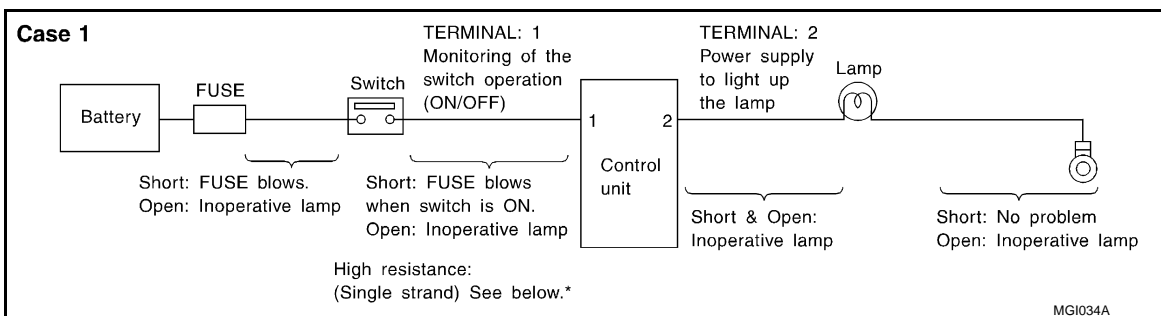 Case 1
TERMINAL: 1
Monitoring of the
switch operation
(ON/OFF)
TERMINAL: 2
Power supply
to light up
the lamp
Lamp
FUSE
Switch
Battery
1
2
Control
unit
Short: FUSE blows.
Open: Inoperative lamp
Short: FUSE blows
when switch is ON.
Open: Inoperative lamp
Short & Open:
Inoperative lamp
Short: No problem
Open: Inoperative lamp
High resistance:
(Single strand) See below.*
MGI034A